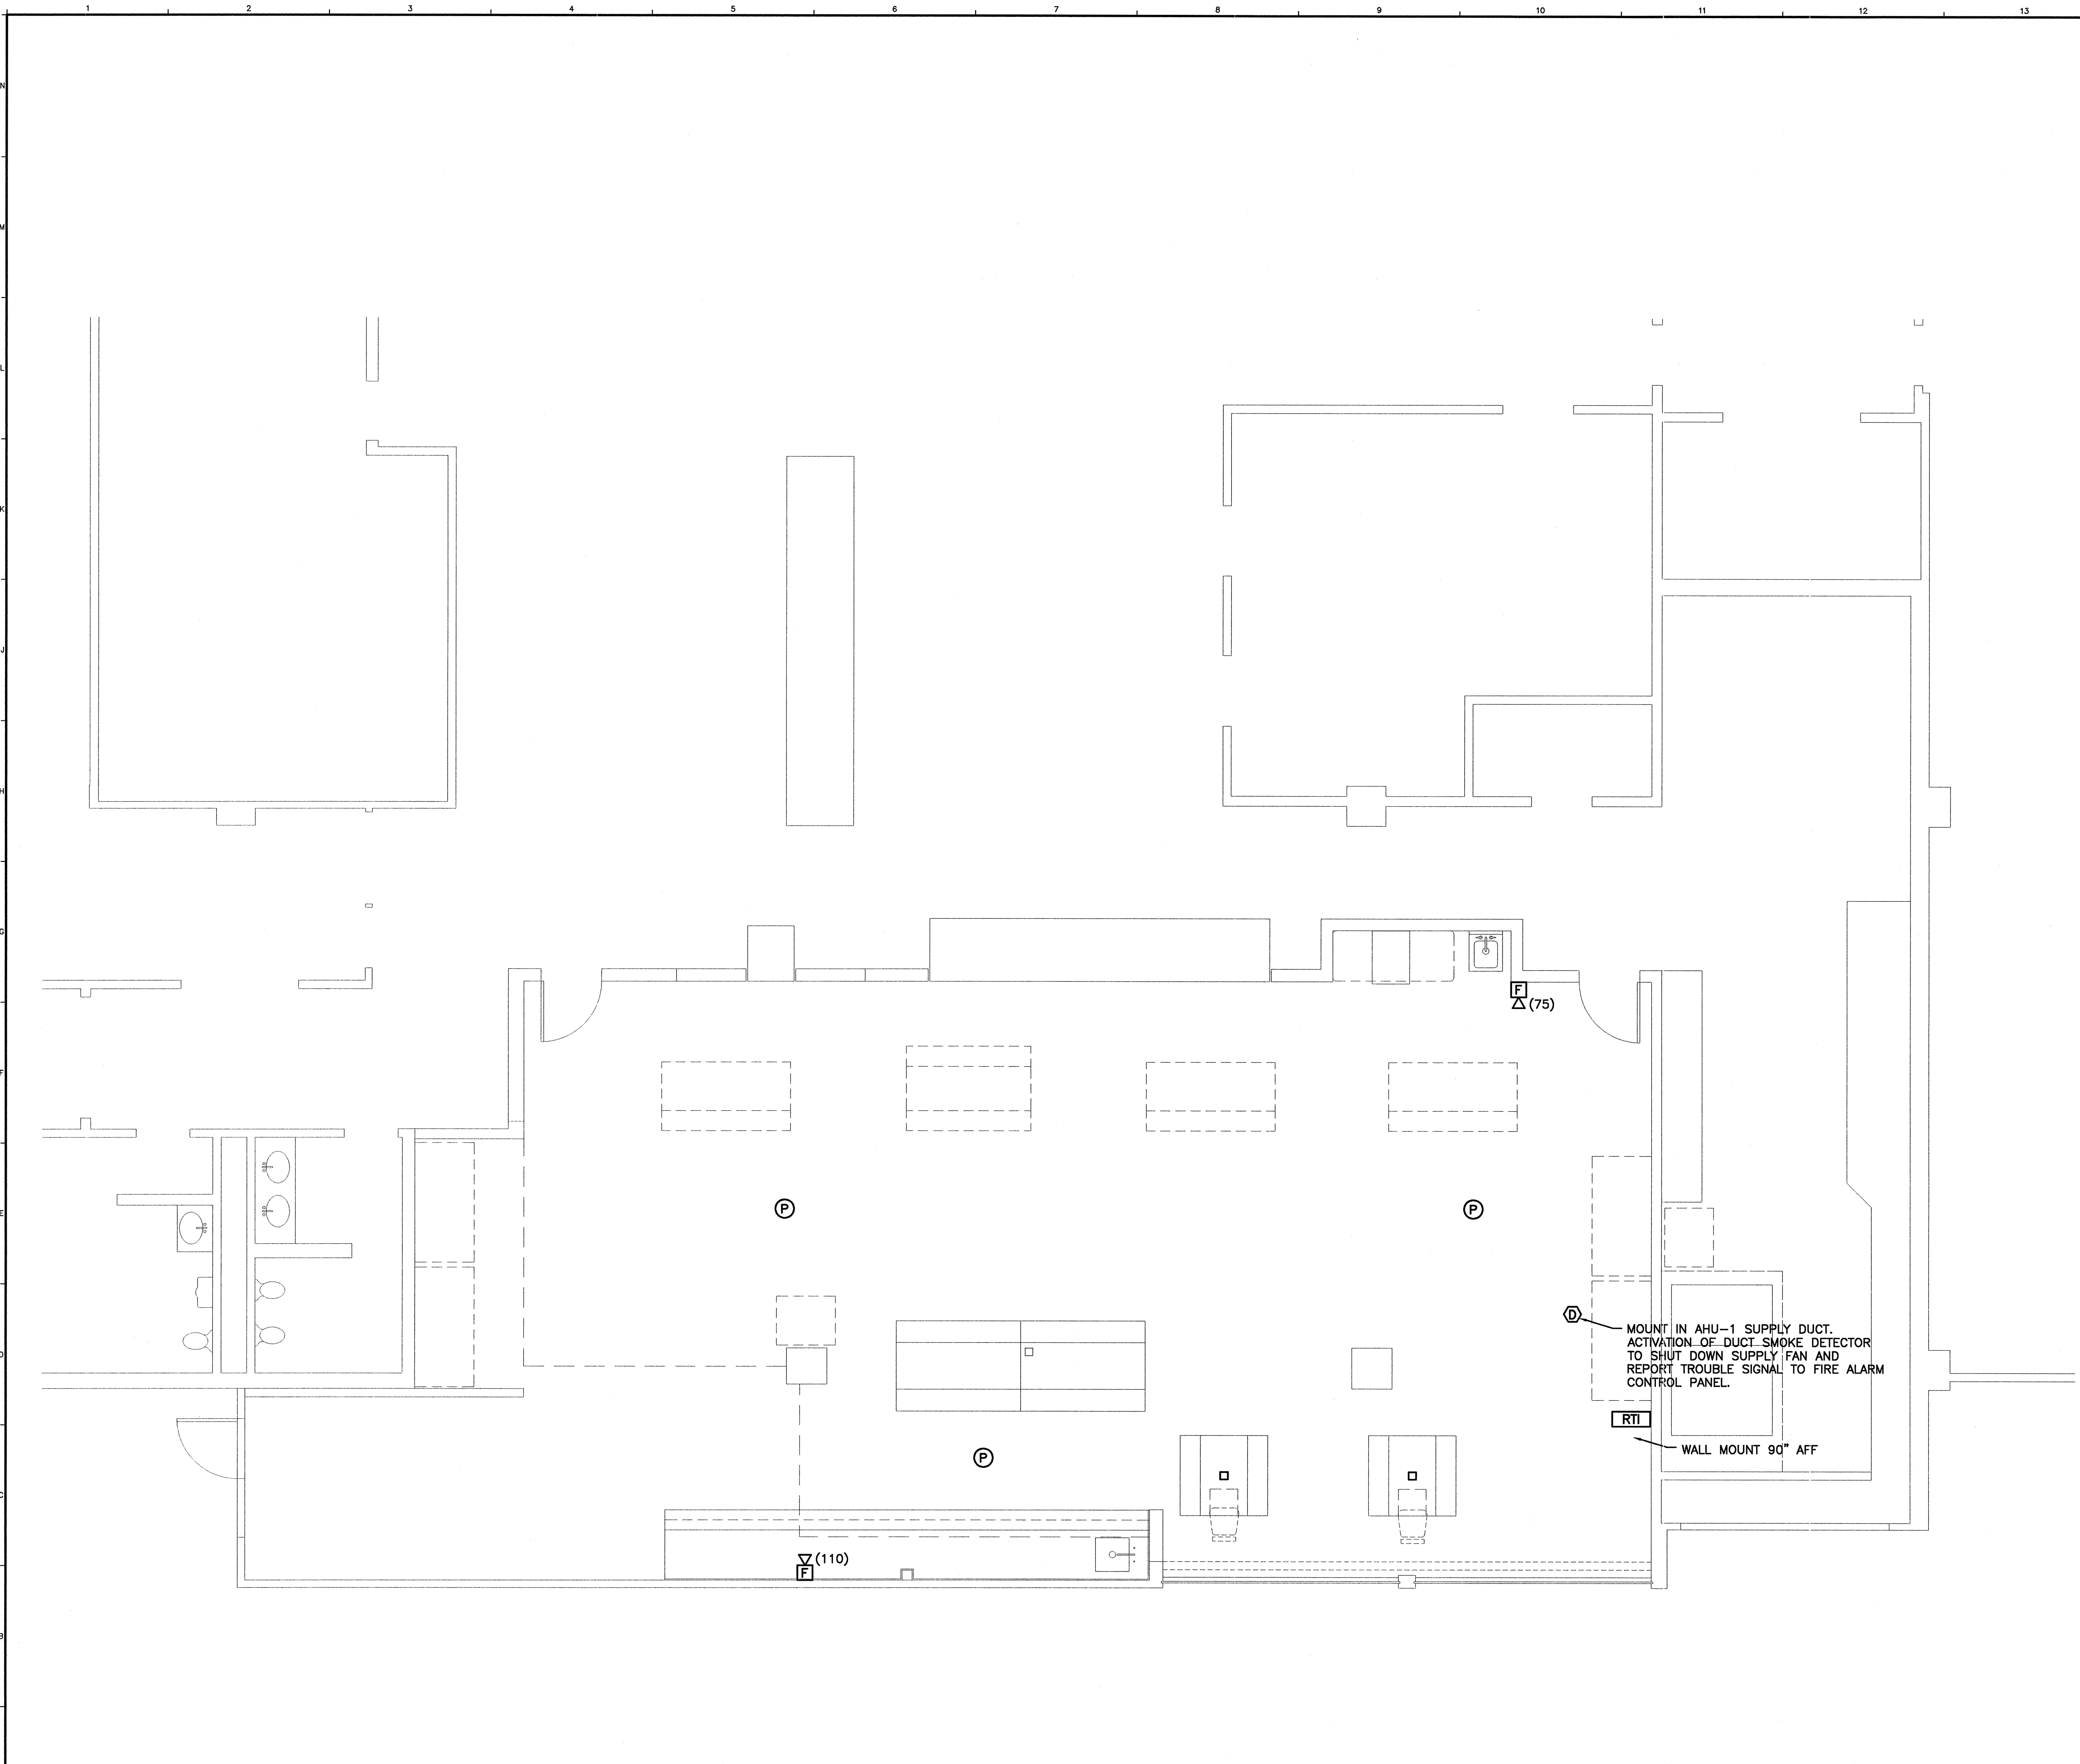 1 2 3 4 5 6 7 8 9 10 11 12 13
N
M
L
K
J
H
G
F
(75)
F
E
P
P
D
MOUNT IN AHU-1 SUPPLY DUCT.
ACTIVATION OF DUCT SMOKE DETECTOR
TO SHUT DOWN SUPPLY FAN AND
REPORT TROUBLE SIGNAL TO FIRE ALARM
CONTROL PANEL.
D
RTI
WALL MOUNT 90" AFF
P
C
(110)
F
B